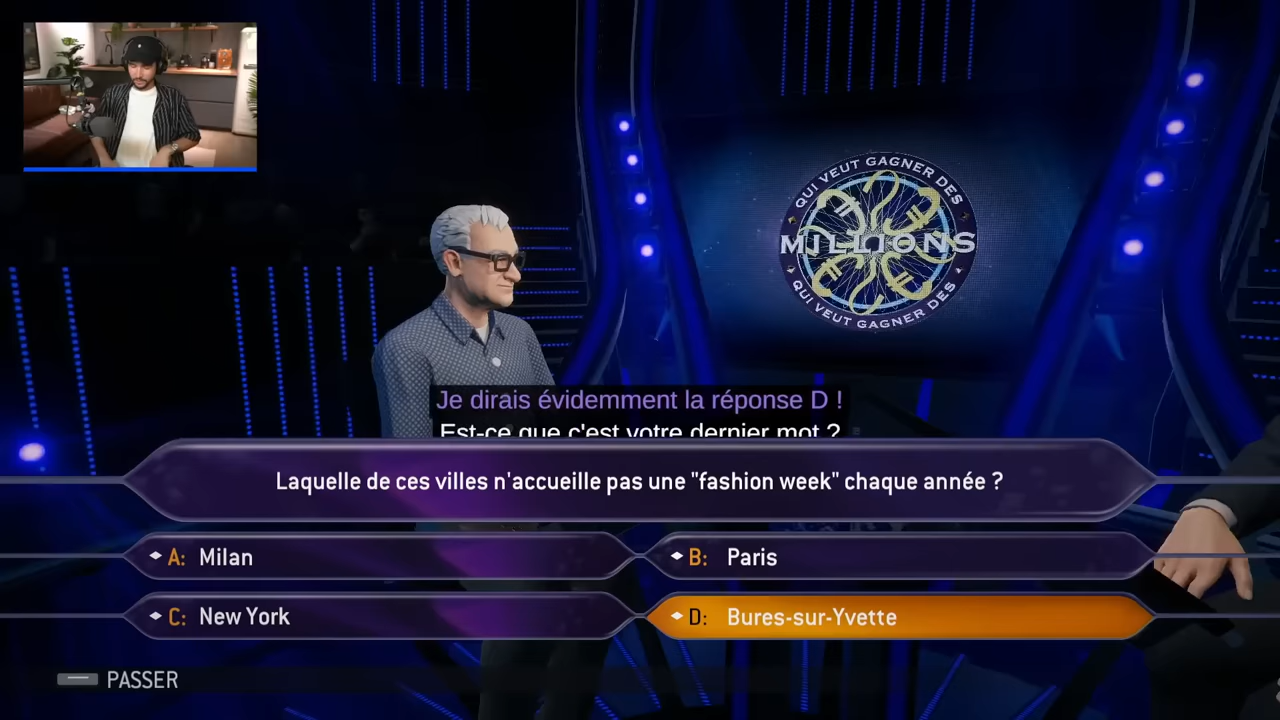 QUI VEUT GAGNER DES
MILLIONS
QUI VEUT GAGNER DES
Je dirais évidemment la réponse D !
Est-ce que c'est votre dernier mot ?
Laquelle de ces villes n'accueille pas une "fashion week" chaque année ?
A: Milan
B: Paris
C: New York
D: Bures-sur-Yvette
PASSER